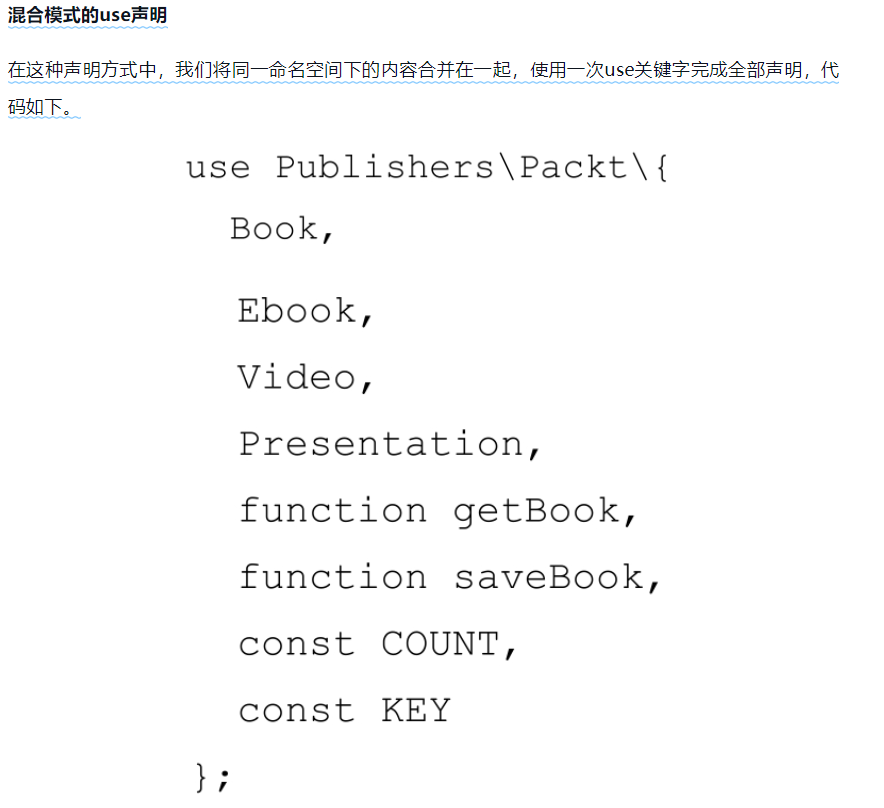 混合模式的use声明
在这种声明方式中，我们将同一命名空间下的内容合并在一起，使用一次use关键字完成全部声明，代
码如下。
use Publishers\Packt\{
Book,
Ebook,
Video,
Presentation,
function getBook,
function saveBook,
const COUNT,
const KEY
};